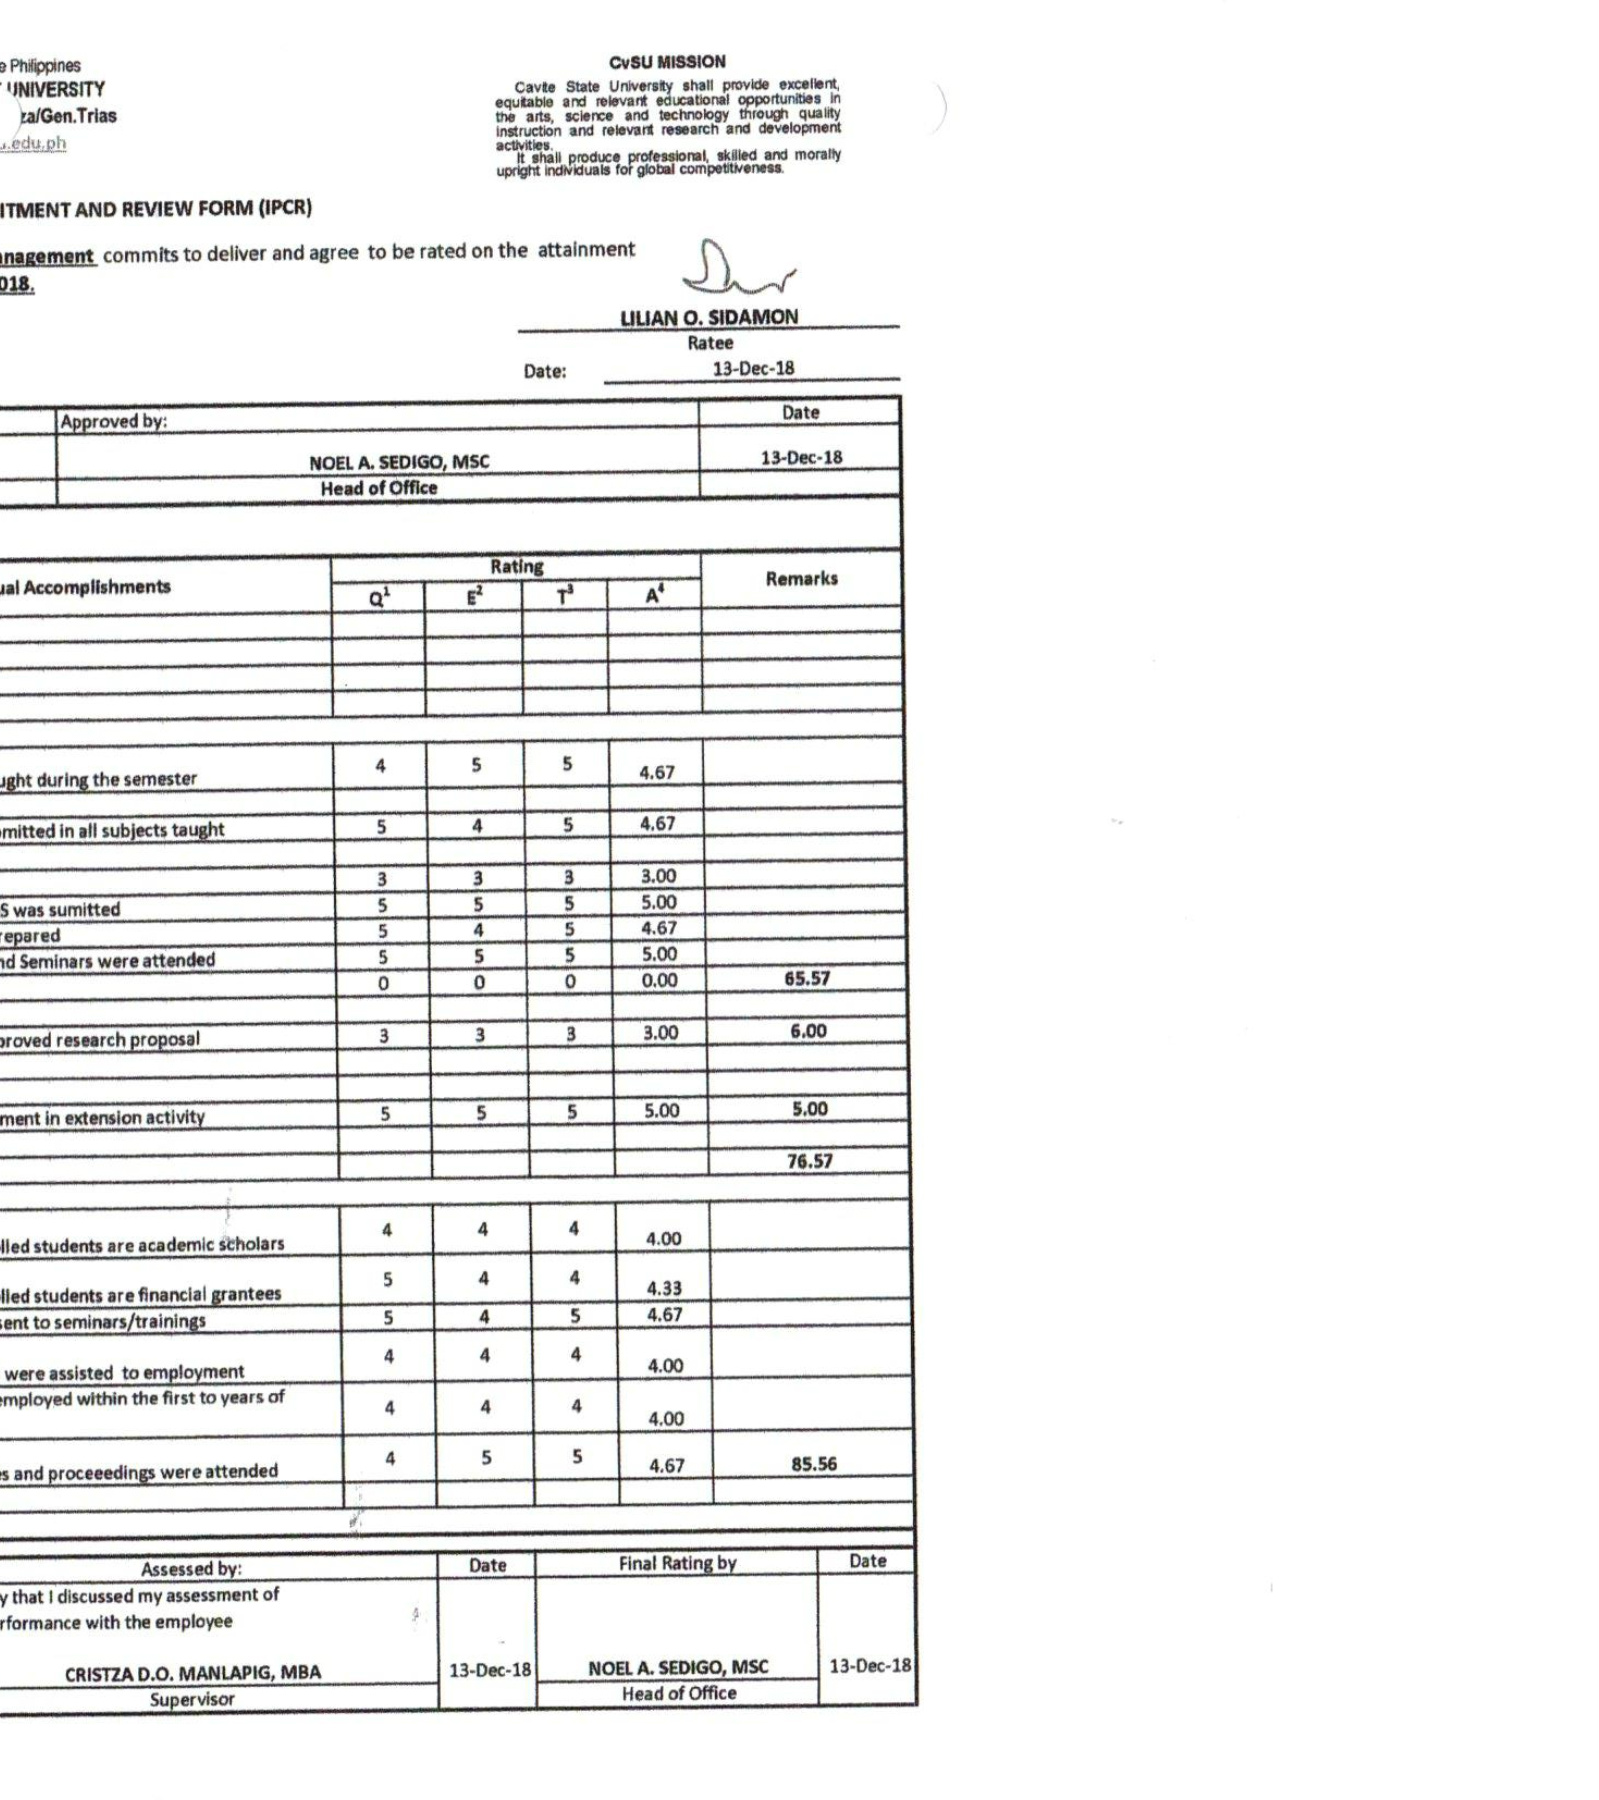 e Philippines
UNIVERSITY
za/Gen.Trias
u.edu.ph
CvSU MISSION
Cavite State University shall provide excellent,
equitable and relevant educational opportunities in
the arts, science and technology through quality
instruction and relevant research and development
activities.
It shall produce professional, skilled and morally
upright individuals for global competitiveness.
ITMENT AND REVIEW FORM (IPCR)
nagement commits to deliver and agree to be rated on the attainment
018.
LILIAN O. SIDAMON
Ratee
Date: 13-Dec-18
Approved by: Date
NOEL A. SEDIGO, MSC 13-Dec-18
Head of Office
Rating
ual Accomplishments Q¹ E² T³ A⁴ Remarks
ught during the semester 4 5 5 4.67
mitted in all subjects taught 5 4 5 4.67
3 3 3 3.00
S was sumitted 5 5 5 5.00
repared 5 4 5 4.67
nd Seminars were attended 5 5 5 5.00
0 0 0 0.00 65.57
proved research proposal 3 3 3 3.00 6.00
ment in extension activity 5 5 5 5.00 5.00
76.57
lled students are academic scholars 4 4 4 4.00
lled students are financial grantees 5 4 4 4.33
sent to seminars/trainings 5 4 5 4.67
were assisted to employment 4 4 4 4.00
employed within the first to years of 4 4 4 4.00
s and proceeedings were attended 4 5 5 4.67 85.56
Assessed by: Date Final Rating by Date
y that I discussed my assessment of
rformance with the employee
CRISTZA D.O. MANLAPIG, MBA 13-Dec-18 NOEL A. SEDIGO, MSC 13-Dec-18
Supervisor Head of Office